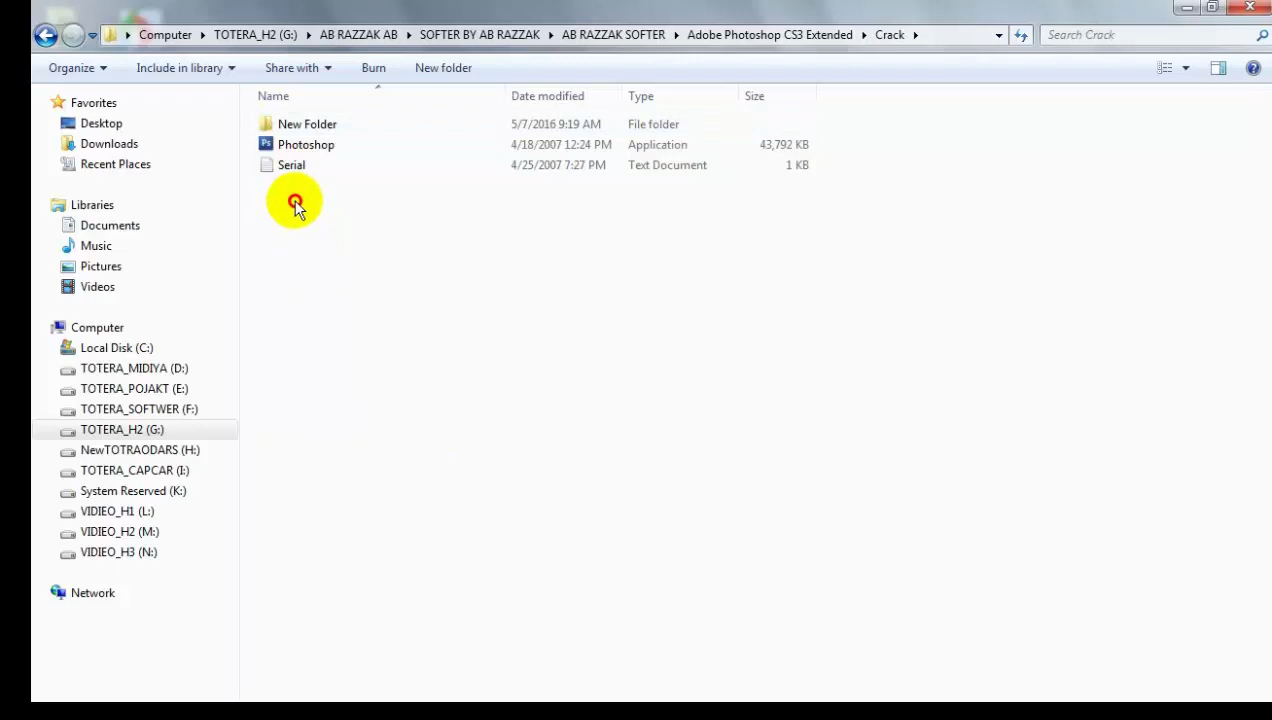 Computer TOTERA_H2 (G:) AB RAZZAK AB SOFTER BY AB RAZZAK AB RAZZAK SOFTER Adobe Photoshop CS3 Extended Crack Search Crack
Organize Include in library Share with Burn New folder
Name Date modified Type Size
New Folder 5/7/2016 9:19 AM File folder
Ps Photoshop 4/18/2007 12:24 PM Application 43,792 KB
Serial 4/25/2007 7:27 PM Text Document 1 KB
Favorites
Desktop
Downloads
Recent Places
Libraries
Documents
Music
Pictures
Videos
Computer
Local Disk (C:)
TOTERA_MIDIYA (D:)
TOTERA_POJAKT (E:)
TOTERA_SOFTWER (F:)
TOTERA_H2 (G:)
NewTOTRAODARS (H:)
TOTERA_CAPCAR (I:)
System Reserved (K:)
VIDIEO_H1 (L:)
VIDIEO_H2 (M:)
VIDIEO_H3 (N:)
Network